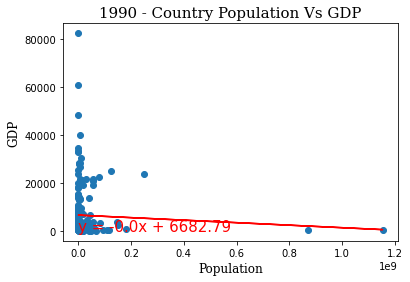 1990 - Country Population Vs GDP
80000
60000
GDP
40000
20000
0
y = -0.0x + 6682.79
0.0 0.2 0.4 0.6 0.8 1.0 1.2
1e9
Population